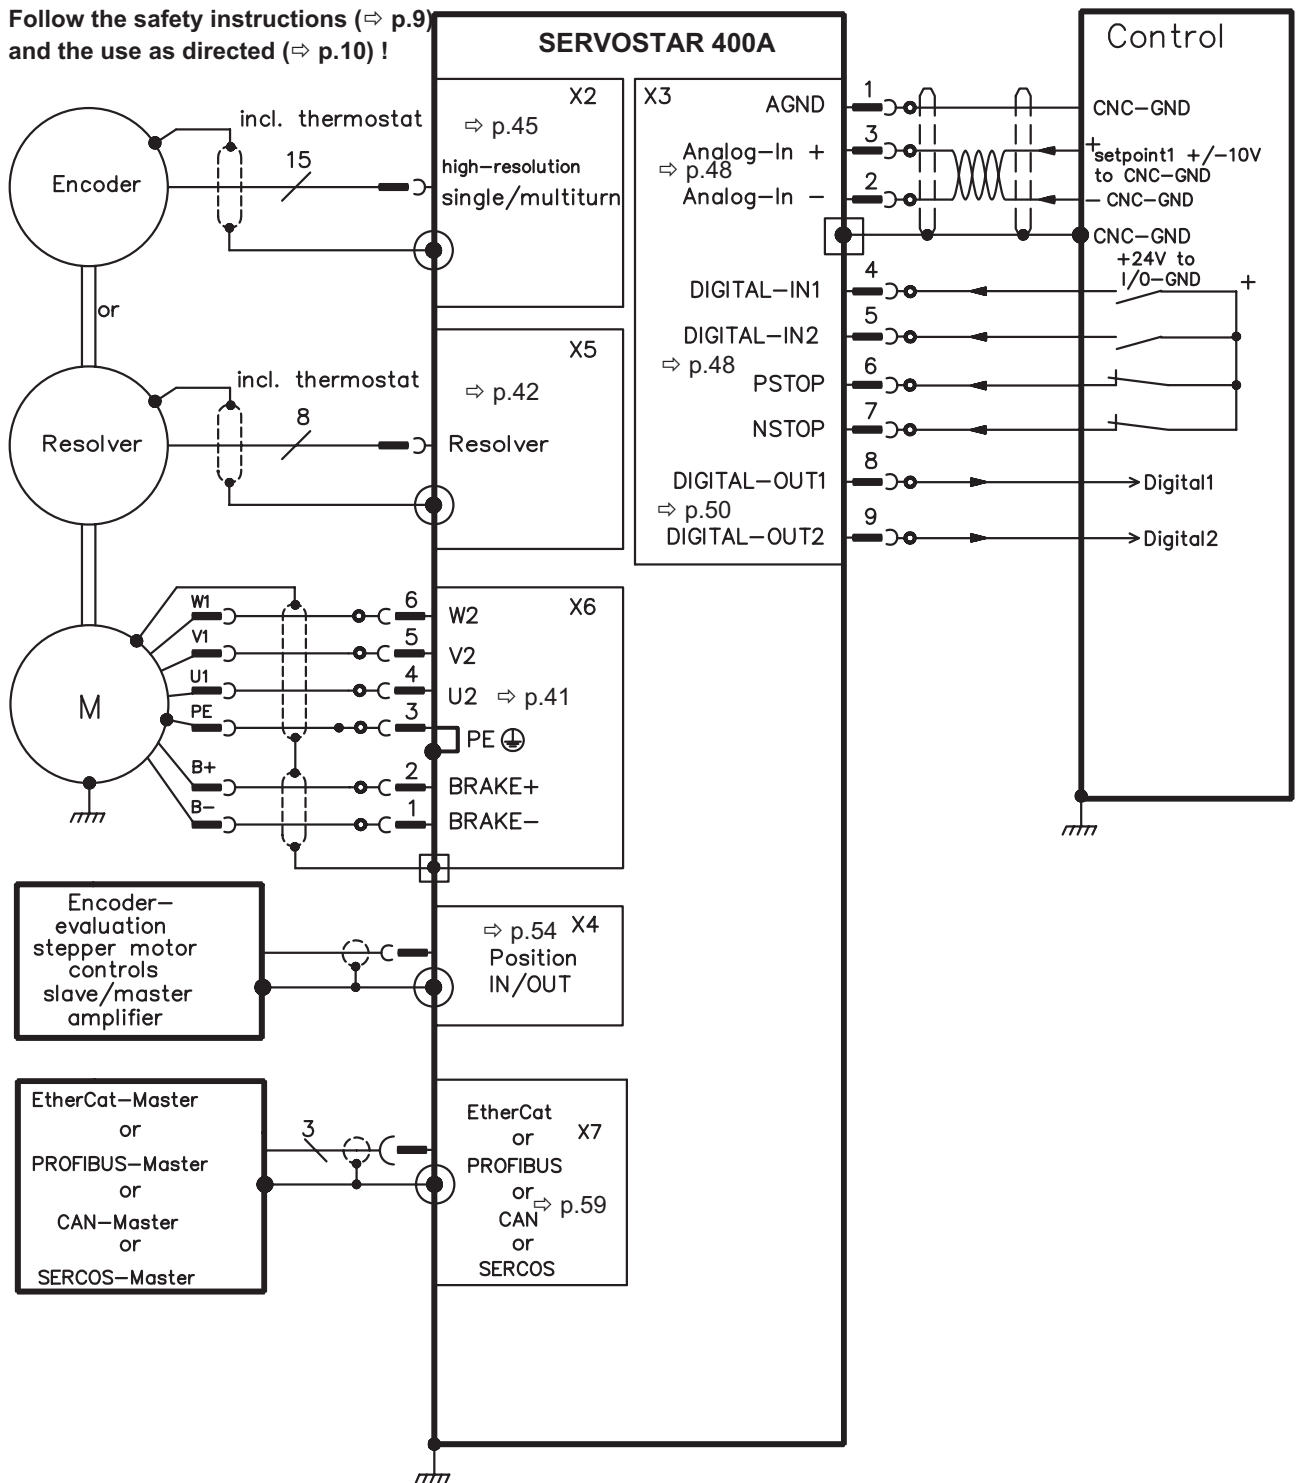 Follow the safety instructions (⇨ p.9)
and the use as directed (⇨ p.10) !
SERVOSTAR 400A
Control
Encoder
incl. thermostat
15
X2
⇨ p.45
high-resolution
single/multiturn
or
Resolver
incl. thermostat
8
X5
⇨ p.42
Resolver
X3
AGND
1
CNC-GND
Analog-In +
3
+
setpoint1 +/-10V
to CNC-GND
⇨ p.48
Analog-In -
2
- CNC-GND
CNC-GND
+24V to
I/O-GND
+
DIGITAL-IN1
4
DIGITAL-IN2
5
⇨ p.48
PSTOP
6
NSTOP
7
DIGITAL-OUT1
8
Digital1
⇨ p.50
DIGITAL-OUT2
9
Digital2
M
X6
W1
6
W2
V1
5
V2
U1
4
U2 ⇨ p.41
PE
3
PE
B+
2
BRAKE+
B-
1
BRAKE-
Encoder-
evaluation
stepper motor
controls
slave/master
amplifier
⇨ p.54 X4
Position
IN/OUT
EtherCat-Master
or
PROFIBUS-Master
or
CAN-Master
or
SERCOS-Master
3
EtherCat
or
X7
PROFIBUS
or
⇨ p.59
CAN
or
SERCOS